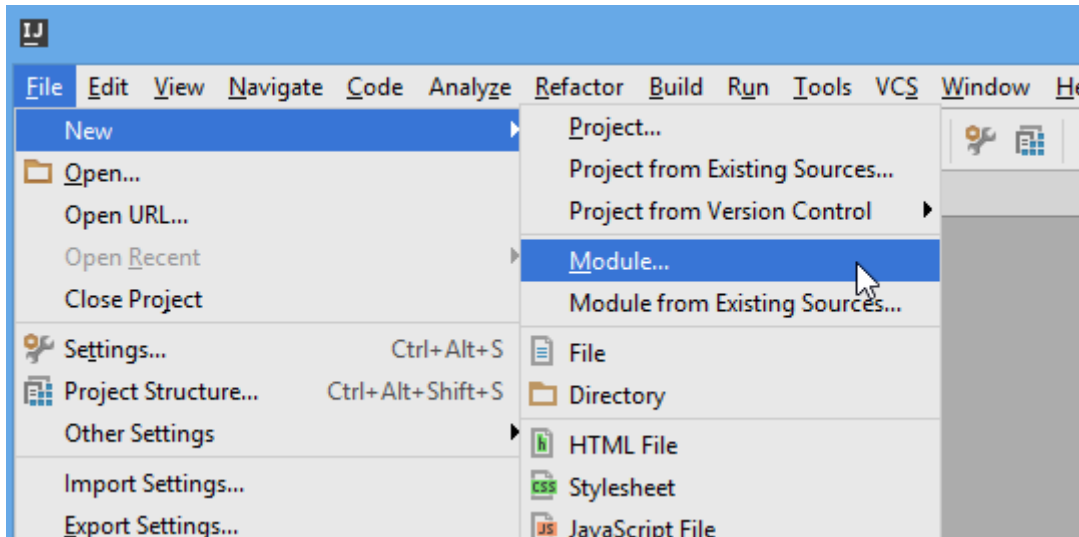 IJ
File Edit View Navigate Code Analyze Refactor Build Run Tools VCS Window
New
Open...
Open URL...
Open Recent
Close Project
Settings... Ctrl+Alt+S
Project Structure... Ctrl+Alt+Shift+S
Other Settings
Import Settings...
Export Settings...
Project...
Project from Existing Sources...
Project from Version Control
Module...
Module from Existing Sources...
File
Directory
h HTML File
css Stylesheet
JS JavaScript File